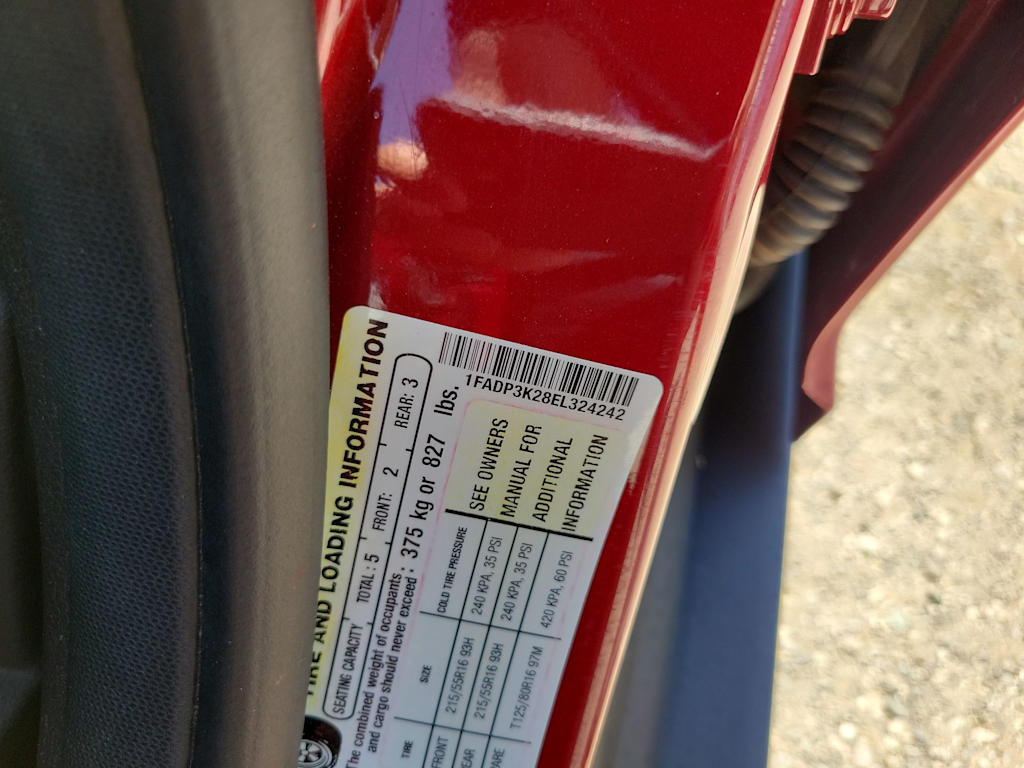 TIRE AND LOADING INFORMATION
SEATING CAPACITY TOTAL: 5 FRONT: 2 REAR: 3
The combined weight of occupants
and cargo should never exceed: 375 kg or 827 lbs.
TIRE SIZE COLD TIRE PRESSURE
FRONT 215/55R16 93H 240 KPA, 35 PSI
EAR 215/55R16 93H 240 KPA, 35 PSI
ARE T125/80R16 97M 420 KPA, 60 PSI
SEE OWNERS
MANUAL FOR
ADDITIONAL
INFORMATION
1FADP3K28EL324242